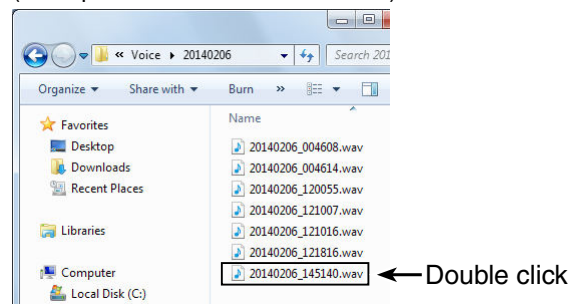 « Voice ▸ 20140206
Search 201
Organize ▾ Share with ▾ Burn »
Favorites
Desktop
Downloads
Recent Places
Libraries
Computer
Local Disk (C:)
Name
20140206_004608.wav
20140206_004614.wav
20140206_120055.wav
20140206_121007.wav
20140206_121016.wav
20140206_121816.wav
20140206_145140.wav
Double click